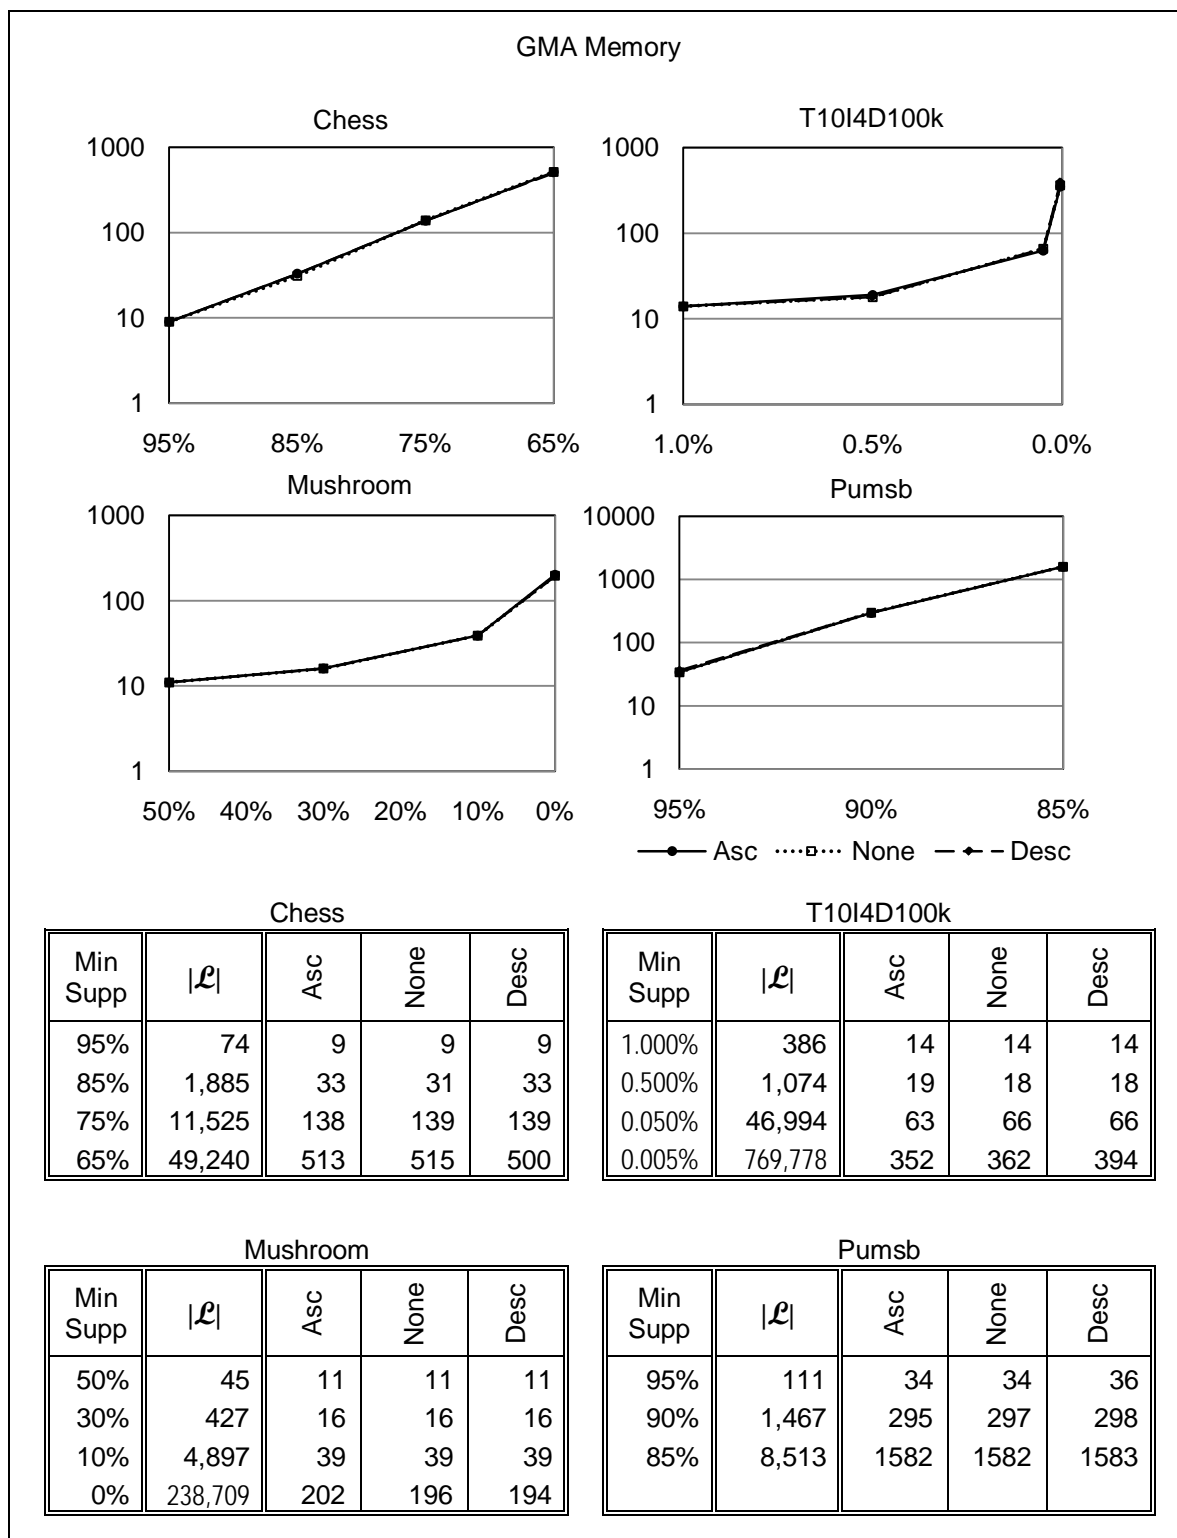 GMA Memory
Chess
1000
100
10
1
95% 85% 75% 65%
T10I4D100k
1000
100
10
1
1.0% 0.5% 0.0%
Mushroom
1000
100
10
1
50% 40% 30% 20% 10% 0%
Pumsb
10000
1000
100
10
1
95% 90% 85%
Asc None Desc
Chess
Min Supp |ℒ| Asc None Desc
95% 74 9 9 9
85% 1,885 33 31 33
75% 11,525 138 139 139
65% 49,240 513 515 500
T10I4D100k
Min Supp |ℒ| Asc None Desc
1.000% 386 14 14 14
0.500% 1,074 19 18 18
0.050% 46,994 63 66 66
0.005% 769,778 352 362 394
Mushroom
Min Supp |ℒ| Asc None Desc
50% 45 11 11 11
30% 427 16 16 16
10% 4,897 39 39 39
0% 238,709 202 196 194
Pumsb
Min Supp |ℒ| Asc None Desc
95% 111 34 34 36
90% 1,467 295 297 298
85% 8,513 1582 1582 1583